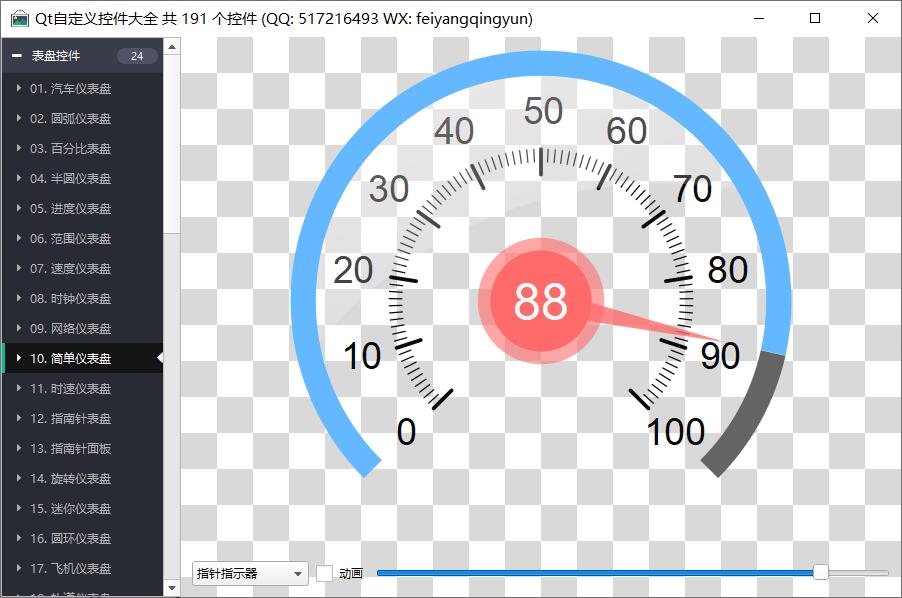 Qt自定义控件大全 共 191 个控件 (QQ: 517216493 WX: feiyangqingyun)
表盘控件 24
01. 汽车仪表盘
02. 圆弧仪表盘
03. 百分比表盘
04. 半圆仪表盘
05. 进度仪表盘
06. 范围仪表盘
07. 速度仪表盘
08. 时钟仪表盘
09. 网络仪表盘
10. 简单仪表盘
11. 时速仪表盘
12. 指南针表盘
13. 指南针面板
14. 旋转仪表盘
15. 迷你仪表盘
16. 圆环仪表盘
17. 飞机仪表盘
0
10
20
30
40
50
60
70
80
90
100
88
指针指示器
动画